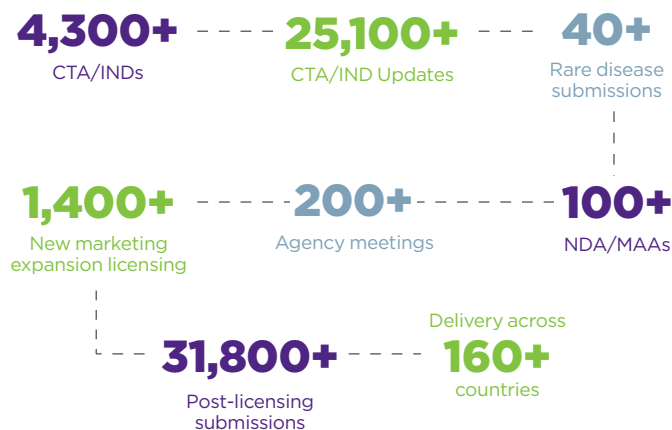 4,300+
CTA/INDs
25,100+
CTA/IND Updates
40+
Rare disease
submissions
1,400+
New marketing
expansion licensing
200+
Agency meetings
100+
NDA/MAAs
31,800+
Post-licensing
submissions
Delivery across
160+
countries